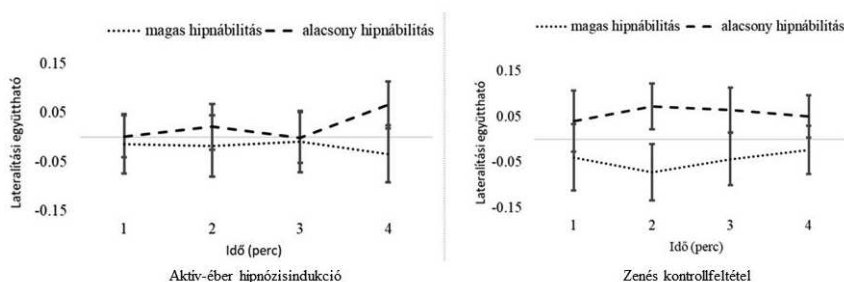 magas hipnábilitás
alacsony hipnábilitás
Lateralítási együttható
0.15
0.05
-0.05
-0.15
1 2 3 4
Idő (perc)
Aktív-éber hipnózisindukció
magas hipnábilitás
alacsony hipnábilitás
Lateralítási együttható
0.15
0.05
-0.05
-0.15
1 2 3 4
Idő (perc)
Zenés kontrollfeltétel